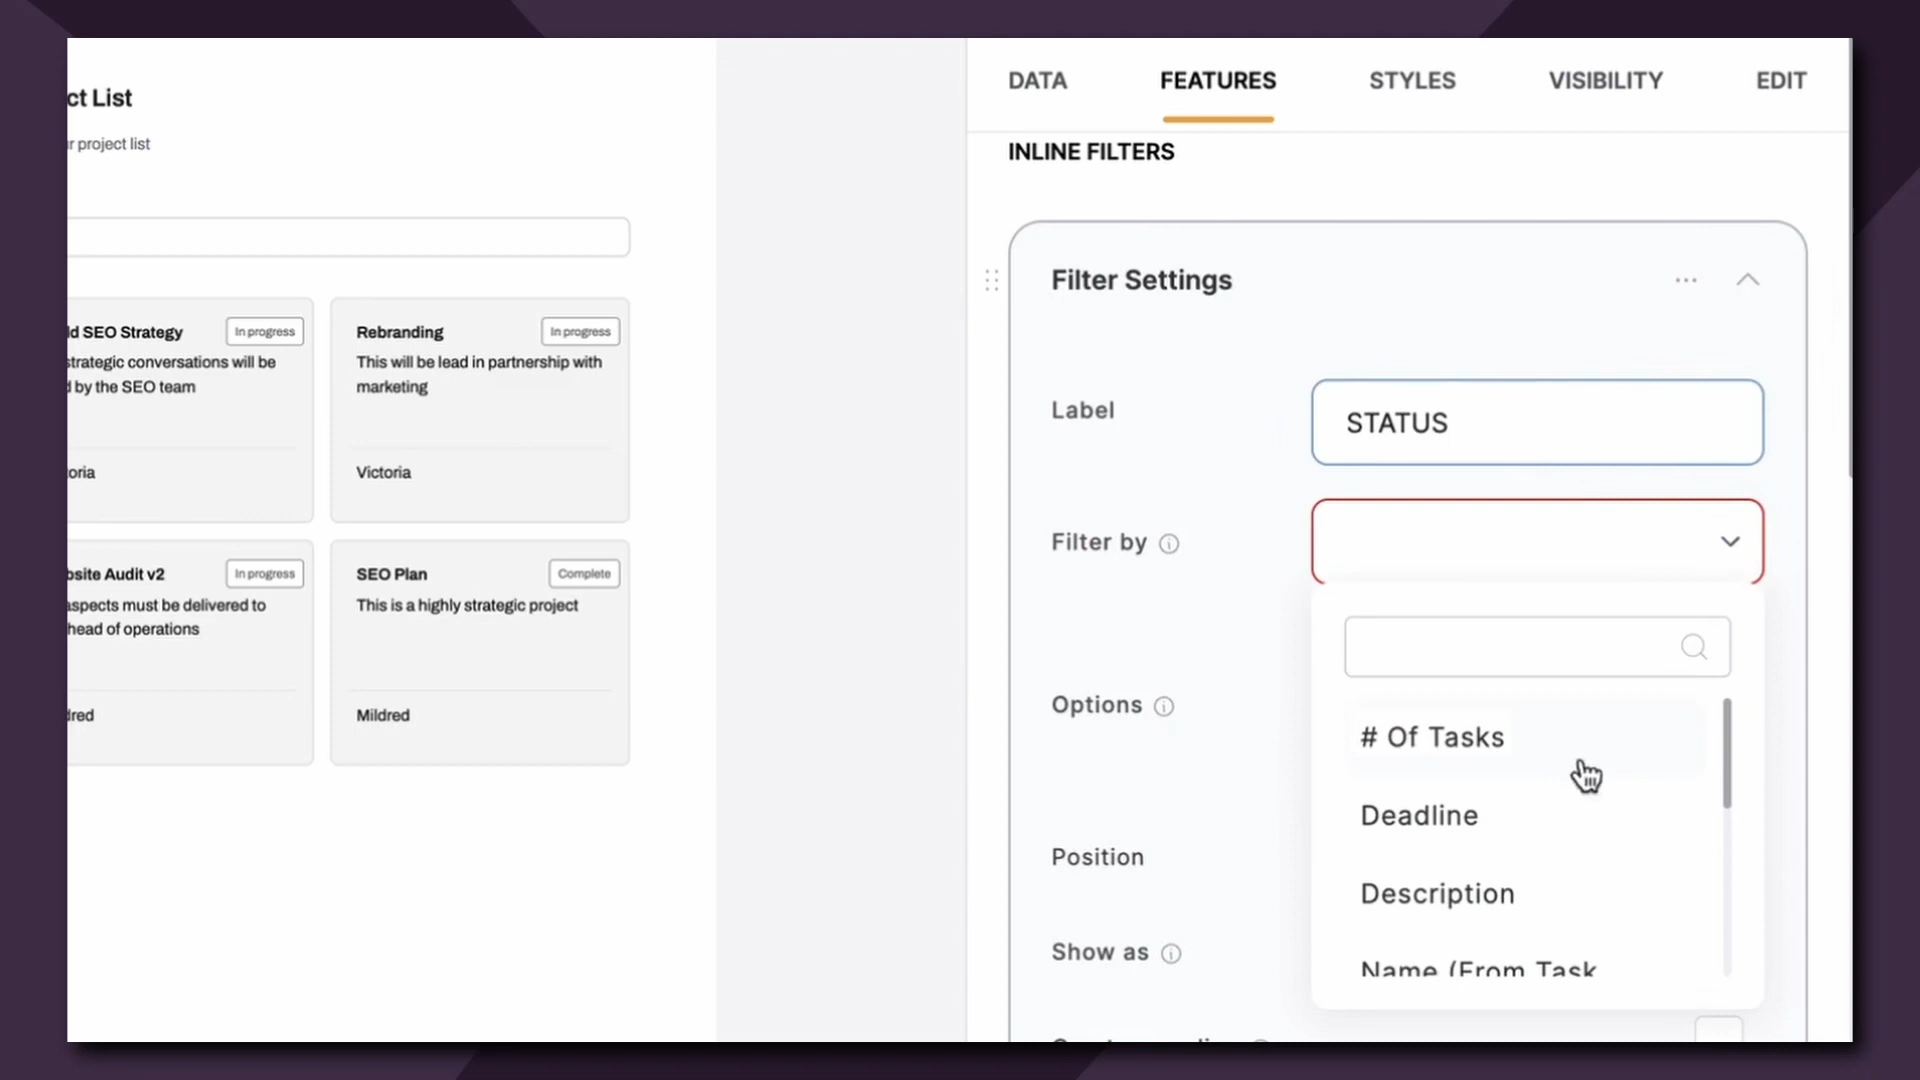 ct List
r project list
d SEO Strategy
In progress
strategic conversations will be
d by the SEO team
oria
Rebranding
In progress
This will be lead in partnership with
marketing
Victoria
bsite Audit v2
In progress
aspects must be delivered to
head of operations
dred
SEO Plan
Complete
This is a highly strategic project
Mildred
DATA
FEATURES
STYLES
VISIBILITY
EDIT
INLINE FILTERS
Filter Settings
Label
STATUS
Filter by
Options
Position
Show as
# Of Tasks
Deadline
Description
Name (From Task